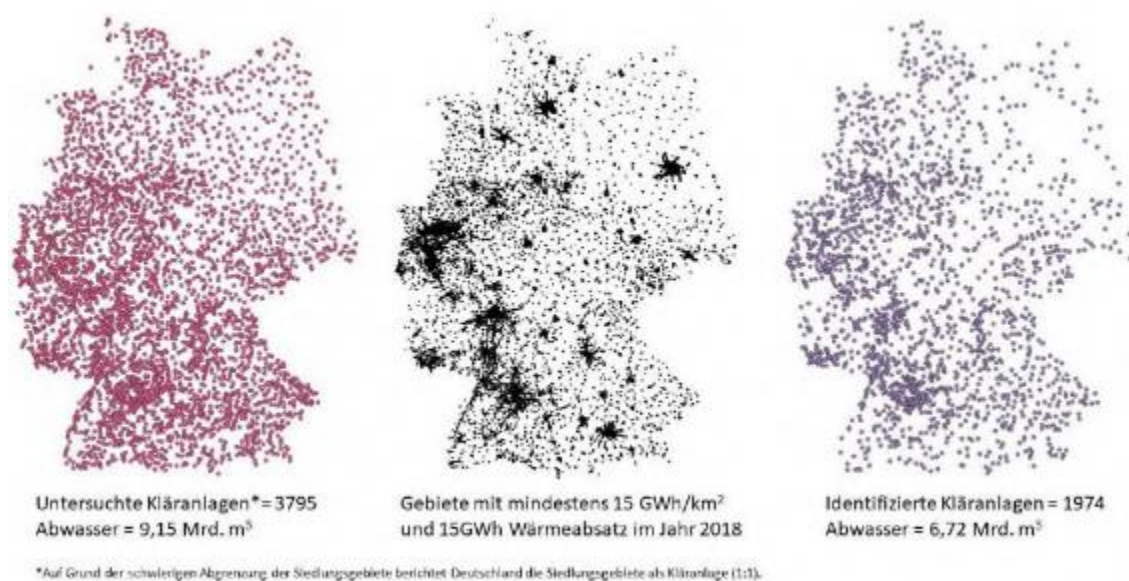 Untersuchte Kläranlagen* = 3795
Abwasser = 9,15 Mrd. m³
Gebiete mit mindestens 15 GWh/km²
und 15GWh Wärmeabsatz im Jahr 2018
Identifizierte Kläranlagen = 1974
Abwasser = 6,72 Mrd. m³
*Auf Grund der schwierigen Abgrenzung der Siedlungsgebiete berichtet Deutschland die Siedlungsgebiete als Kläranlage (1:1).